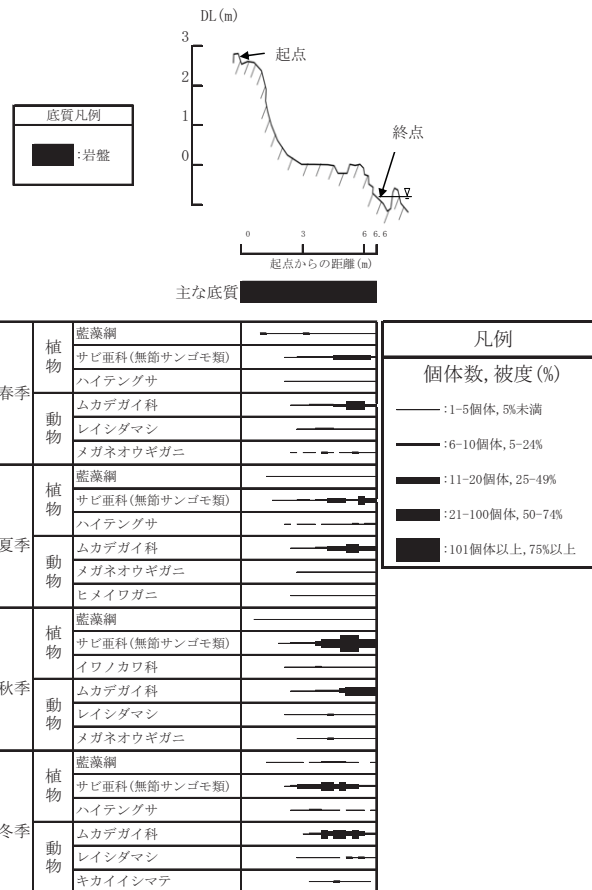 DL(m)
3
2
1
0
起点
終点
底質凡例
:岩盤
0 3 6 6.6
起点からの距離(m)
主な底質
凡例
個体数,被度(%)
:1-5個体,5%未満
:6-10個体,5-24%
:11-20個体,25-49%
:21-100個体,50-74%
:101個体以上,75%以上
春季
植物
藍藻綱
サビ亜科(無節サンゴモ類)
ハイテングサ
動物
ムカデガイ科
レイシダマシ
メガネオウギガニ
夏季
植物
藍藻綱
サビ亜科(無節サンゴモ類)
ハイテングサ
動物
ムカデガイ科
メガネオウギガニ
ヒメイワガニ
秋季
植物
藍藻綱
サビ亜科(無節サンゴモ類)
イワノカワ科
動物
ムカデガイ科
レイシダマシ
メガネオウギガニ
冬季
植物
藍藻綱
サビ亜科(無節サンゴモ類)
ハイテングサ
動物
ムカデガイ科
レイシダマシ
キカイイシマテ